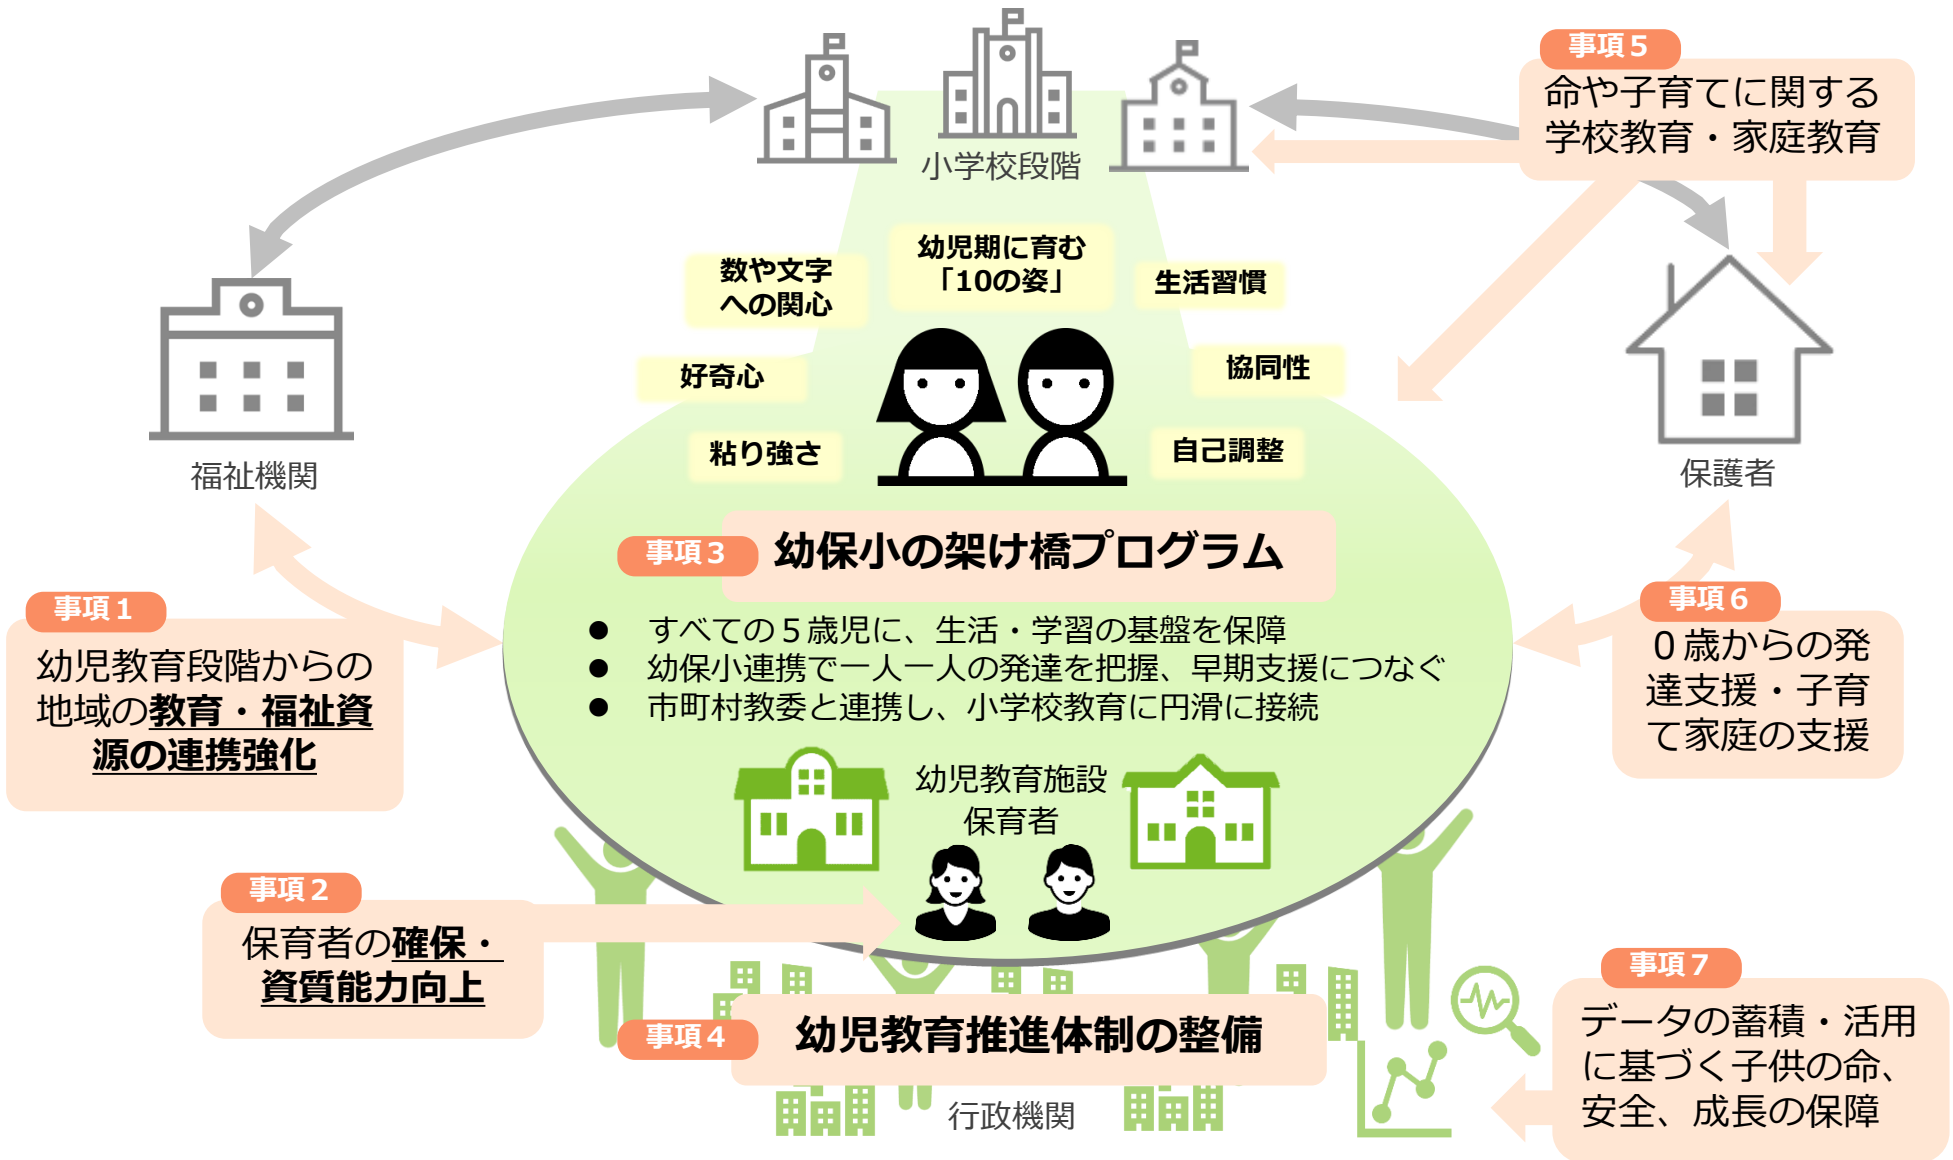 小学校段階
事項５
命や子育てに関する
学校教育・家庭教育
幼児期に育む
「10の姿」
数や文字
への関心
生活習慣
好奇心
協同性
粘り強さ
自己調整
福祉機関
保護者
事項３
幼保小の架け橋プログラム
● すべての５歳児に、生活・学習の基盤を保障
● 幼保小連携で一人一人の発達を把握、早期支援につなぐ
● 市町村教委と連携し、小学校教育に円滑に接続
事項１
幼児教育段階からの
地域の教育・福祉資
源の連携強化
事項６
０歳からの発
達支援・子育
て家庭の支援
幼児教育施設
保育者
事項２
保育者の確保・
資質能力向上
事項４
幼児教育推進体制の整備
行政機関
事項７
データの蓄積・活用
に基づく子供の命、
安全、成長の保障